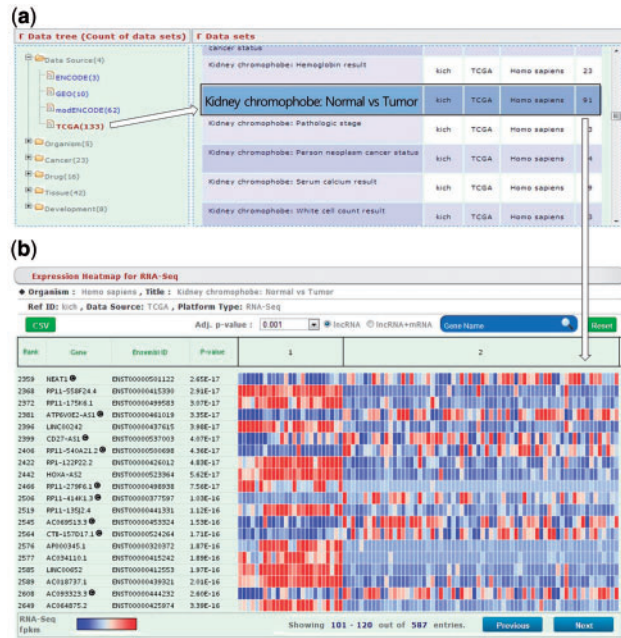 (a)
Data tree (Count of data sets)
Data sets
Data Source(4)
ENCODE(3)
GEO(10)
modENCODE(62)
TCGA(133)
Organism(5)
Cancer(23)
Drug(16)
Tissue(42)
Development(8)
cancer status
Kidney chromophobe: Hemoglobin result kich TCGA Homo sapiens 23
Kidney chromophobe: Normal vs Tumor kich TCGA Homo sapiens 91
Kidney chromophobe: Pathologic stage kich TCGA Homo sapiens
Kidney chromophobe: Person neoplasm cancer status kich TCGA Homo sapiens
Kidney chromophobe: Serum calcium result kich TCGA Homo sapiens
Kidney chromophobe: White cell count result kich TCGA Homo sapiens
(b)
Expression Heatmap for RNA-Seq
Organism : Homo sapiens , Title : Kidney chromophobe: Normal vs Tumor
Ref ID: kich , Data Source: TCGA , Platform Type: RNA-Seq
CSV Adj. p-value : 0.001 lncRNA lncRNA+mRNA Gene Name Reset
Rank Gene Ensembl ID P-value 1 2
2359 NEAT1 ENST00000501122 2.65E-17
2368 RP11-558F24.4 ENST00000415330 2.91E-17
2372 RP11-175K6.1 ENST00000499583 3.07E-17
2381 ATP6V0E2-AS1 ENST00000461019 3.35E-17
2396 LINC00242 ENST00000437615 3.98E-17
2399 CD27-AS1 ENST00000537003 4.07E-17
2406 RP11-540A21.2 ENST00000500698 4.36E-17
2422 RP1-122P22.2 ENST00000426012 4.83E-17
2442 HOXA-AS2 ENST00000523364 5.62E-17
2466 RP11-279F6.1 ENST00000498938 7.56E-17
2506 RP11-414K1.3 ENST00000377587 1.03E-16
2519 RP11-135J2.4 ENST00000441331 1.12E-16
2545 AC069513.3 ENST00000453324 1.53E-16
2564 CTB-157D17.1 ENST00000524264 1.71E-16
2576 AP000345.1 ENST00000320372 1.87E-16
2577 AC034110.1 ENST00000415242 1.89E-16
2585 LINC00652 ENST00000412553 1.97E-16
2589 AC018737.1 ENST00000439321 2.01E-16
2608 AC093323.3 ENST00000444232 2.60E-16
2649 AC064875.2 ENST00000425974 3.39E-16
RNA-Seq
fpkm
Showing 101 - 120 out of 587 entries. Previous Next